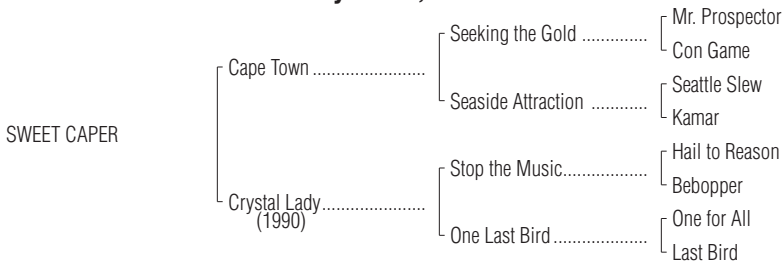 Mr. Prospector
Seeking the Gold ..............
Con Game
Cape Town ........................
Seattle Slew
Seaside Attraction ............
Kamar
SWEET CAPER
Hail to Reason
Stop the Music..................
Bebopper
Crystal Lady......................
(1990)
One for All
One Last Bird ....................
Last Bird